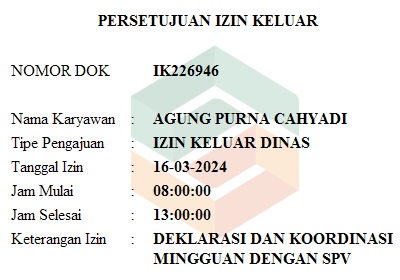 PERSETUJUAN IZIN KELUAR
NOMOR DOK IK226946
Nama Karyawan : AGUNG PURNA CAHYADI
Tipe Pengajuan : IZIN KELUAR DINAS
Tanggal Izin : 16-03-2024
Jam Mulai : 08:00:00
Jam Selesai : 13:00:00
Keterangan Izin : DEKLARASI DAN KOORDINASI
MINGGUAN DENGAN SPV